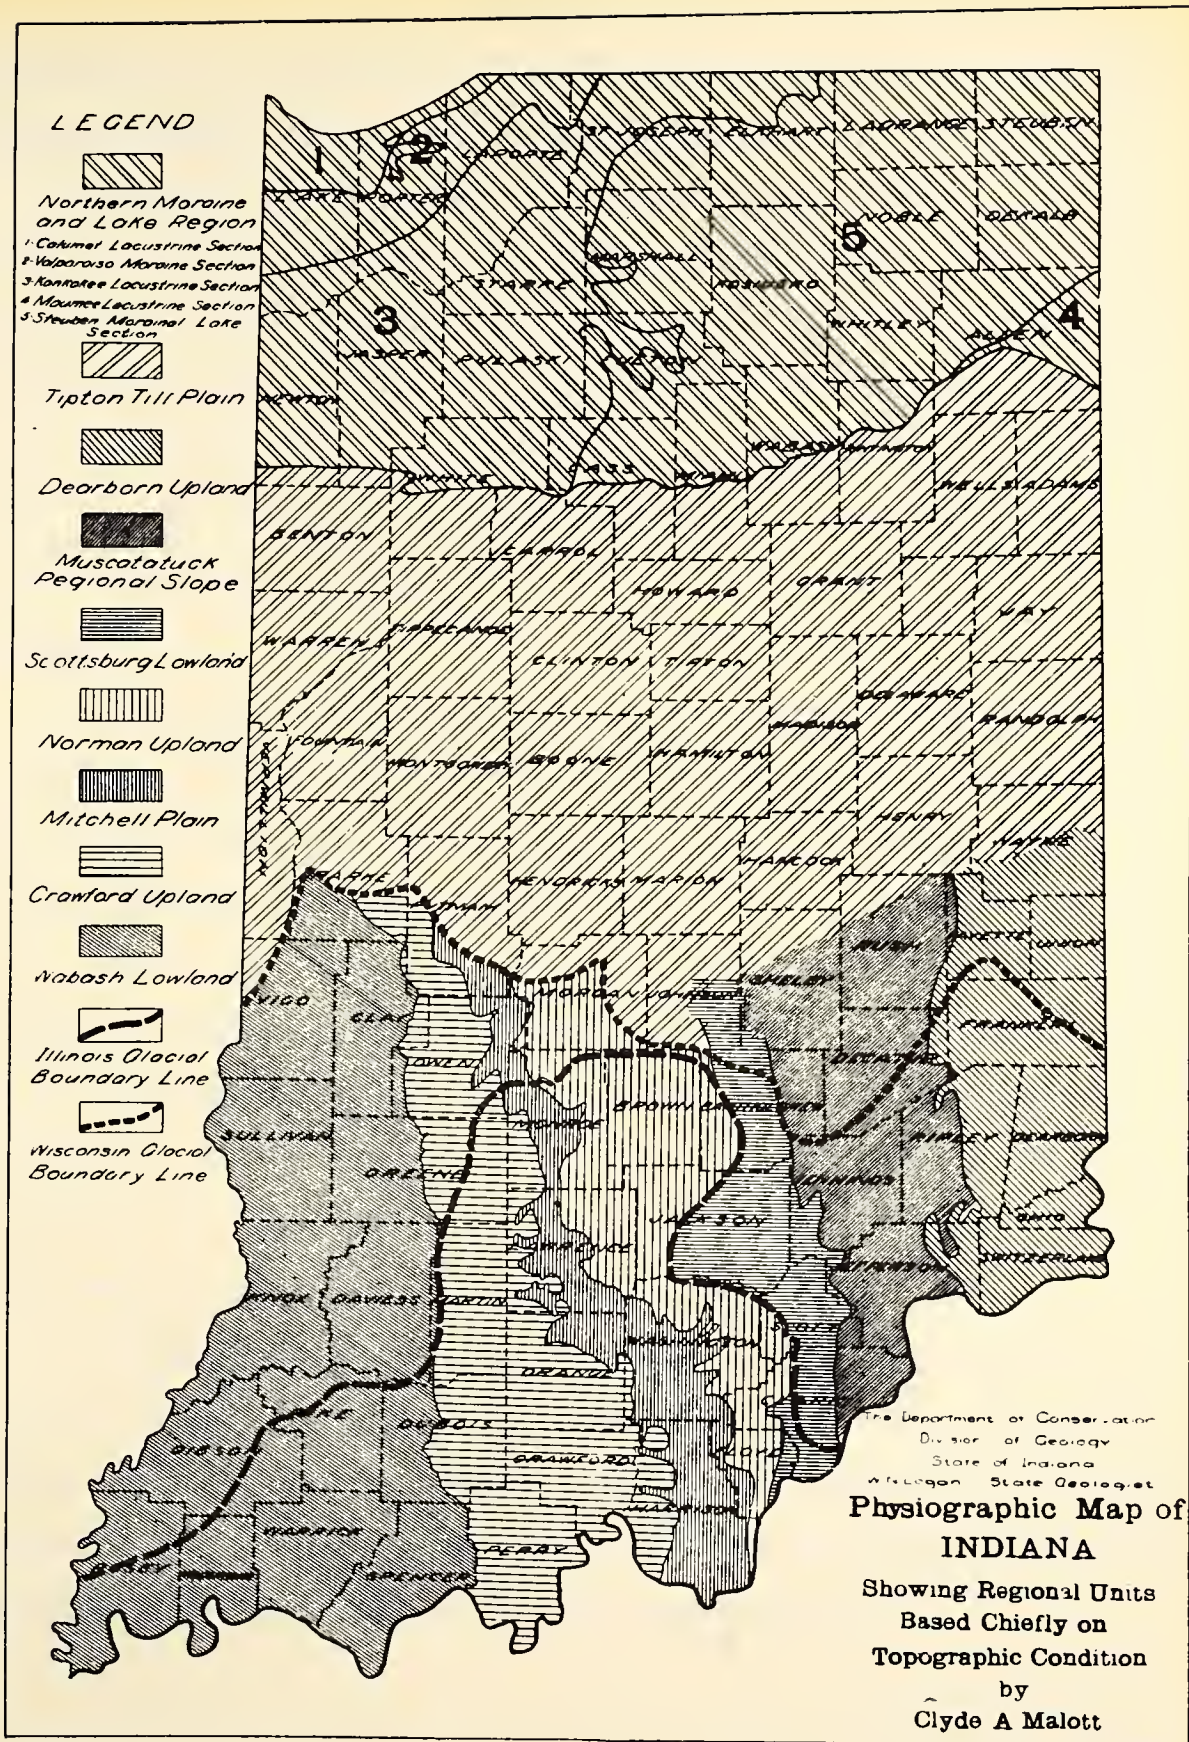 LEGEND
Northern Moraine
and Lake Region
1-Calumet Lacustrine Section
2-Valparaiso Moraine Section
3-Kankakee Lacustrine Section
4 Maumee Lacustrine Section
5-Steuben Morainal Lake
Section
Tipton Till Plain
Dearborn Upland
Muscatatuck
Regional Slope
Scottsburg Lowland
Norman Upland
Mitchell Plain
Crawford Upland
Wabash Lowland
Illinois Glacial
Boundary Line
Wisconsin Glacial
Boundary Line
1
2
3
4
5
ST JOSEPH
ELKHART
LAGRANGE
STEUBEN
LAPORTE
LAKE
PORTER
NOBLE
DEKALB
MARSHALL
STARKE
WHITLEY
ALLEN
JASPER
PULASKI
FULTON
NEWTON
WHITE
CASS
MIAMI
WABASH
HUNTINGTON
WELLS
ADAMS
BENTON
CARROL
HOWARD
GRANT
JAY
WARREN
TIPPECANOE
CLINTON
TIPTON
DELAWARE
MADISON
RANDOLPH
FOUNTAIN
VERMILLION
MONTGOMERY
BOONE
HAMILTON
HENRY
WAYNE
HANCOCK
PARKE
PUTNAM
HENDRICKS
MARION
RUSH
FAYETTE
UNION
SHELBY
MORGAN
JOHNSON
VIGO
CLAY
OWEN
FRANKLIN
DECATUR
BROWN
BARTHOLOMEW
MONROE
SULLIVAN
GREENE
RIPLEY
DEARBORN
JENNINGS
JACKSON
OHIO
LAWRENCE
JEFFERSON
SWITZERLAND
KNOX
DAVIESS
MARTIN
SCOTT
WASHINGTON
ORANGE
CLARK
PIKE
DUBOIS
GIBSON
FLOYD
CRAWFORD
HARRISON
WARRICK
PERRY
POSEY
SPENCER
The Department of Conservation
Division of Geology
State of Indiana
W N Logan State Geologist
Physiographic Map of
INDIANA
Showing Regional Units
Based Chiefly on
Topographic Condition
by
Clyde A Malott